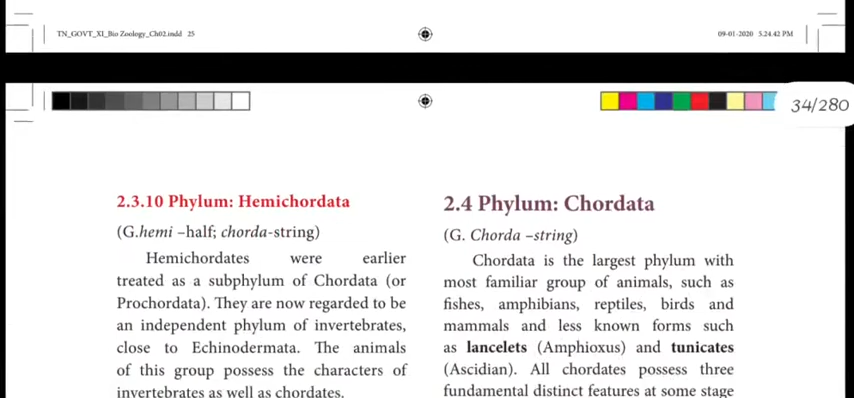 TN_GOVT_XI_Bio Zoology_Ch02.indd 25
09-01-2020 5.24.42 PM
34/280
2.3.10 Phylum: Hemichordata
(G.hemi –half; chorda-string)
Hemichordates were earlier
treated as a subphylum of Chordata (or
Prochordata). They are now regarded to be
an independent phylum of invertebrates,
close to Echinodermata. The animals
of this group possess the characters of
invertebrates as well as chordates.
2.4 Phylum: Chordata
(G. Chorda –string)
Chordata is the largest phylum with
most familiar group of animals, such as
fishes, amphibians, reptiles, birds and
mammals and less known forms such
as lancelets (Amphioxus) and tunicates
(Ascidian). All chordates possess three
fundamental distinct features at some stage